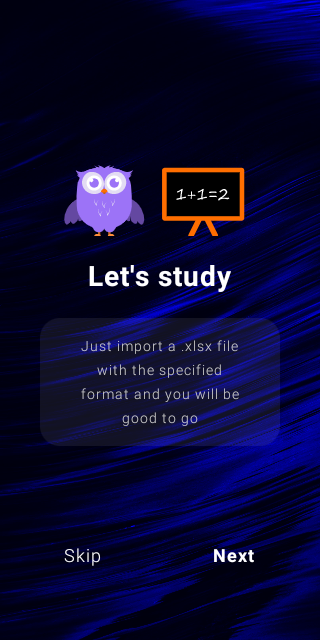 1+1=2
Let's study
Just import a .xlsx file
with the specified
format and you will be
good to go
Skip
Next